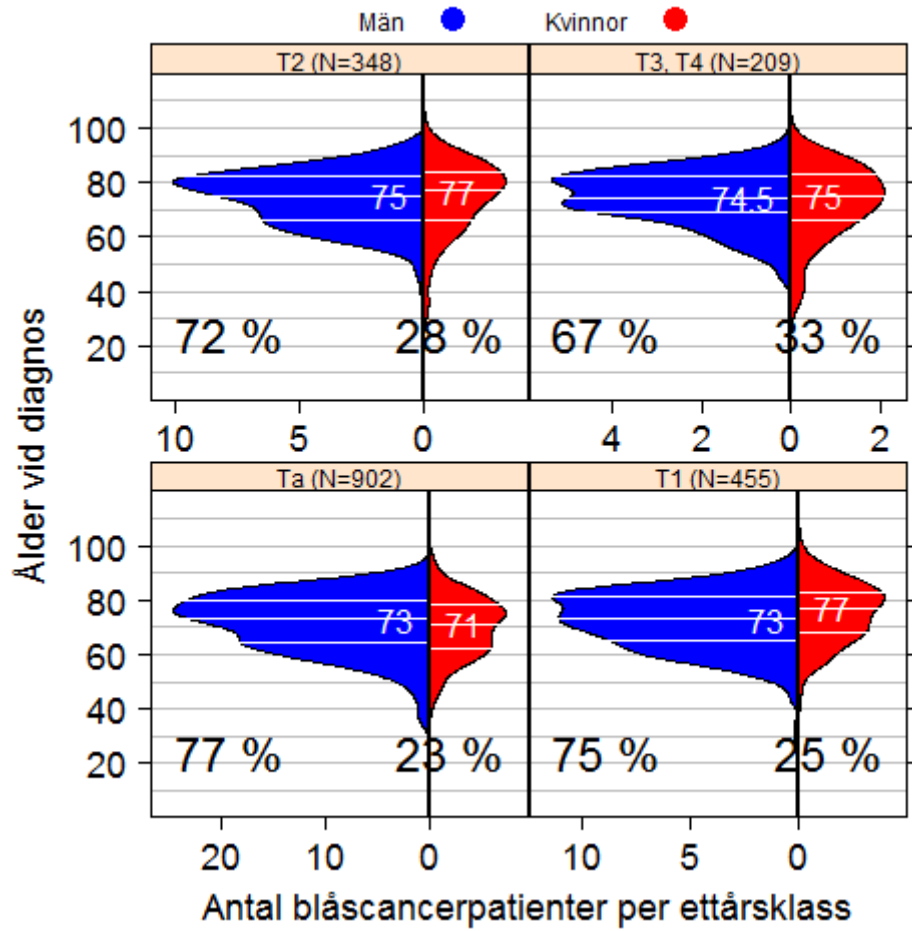 Män Kvinnor
T2 (N=348) T3, T4 (N=209)
100
80
60
40
20
75 77 74.5 75
72 % 28 % 67 % 33 %
10 5 0 4 2 0 2
Ta (N=902) T1 (N=455)
100
80
60
40
20
73 71 73 77
77 % 23 % 75 % 25 %
20 10 0 10 5 0
Ålder vid diagnos
Antal blåscancerpatienter per ettårsklass